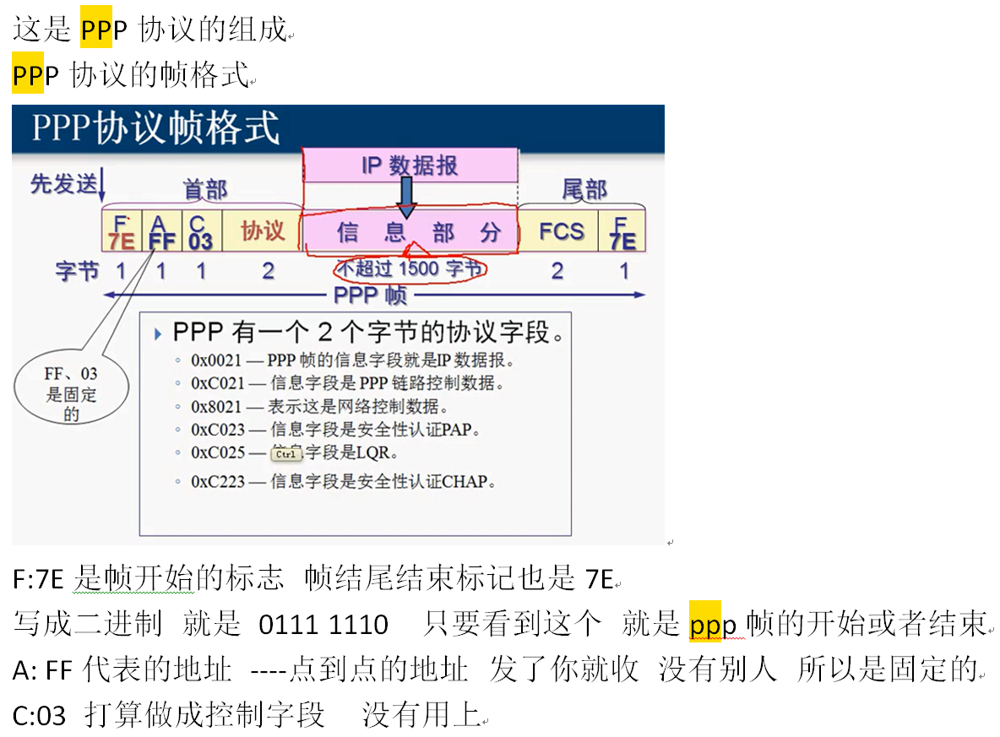 这是 PPP 协议的组成
PPP 协议的帧格式
PPP协议帧格式
IP 数据报
先发送
首部
尾部
F A C 协议 信 息 部 分 FCS F
7E FF 03 7E
字节 1 1 1 2 不超过 1500 字节 2 1
PPP 帧
FF、03
是固定
的
PPP 有一个 2 个字节的协议字段。
0x0021 — PPP 帧的信息字段就是IP 数据报。
0xC021 — 信息字段是 PPP 链路控制数据。
0x8021 — 表示这是网络控制数据。
0xC023 — 信息字段是安全性认证PAP。
0xC025 — Ctrl 字段是LQR。
0xC223 — 信息字段是安全性认证CHAP。
F:7E 是帧开始的标志 帧结尾结束标记也是 7E
写成二进制 就是 0111 1110 只要看到这个 就是 ppp 帧的开始或者结束
A: FF 代表的地址 ----点到点的地址 发了你就收 没有别人 所以是固定的
C:03 打算做成控制字段 没有用上